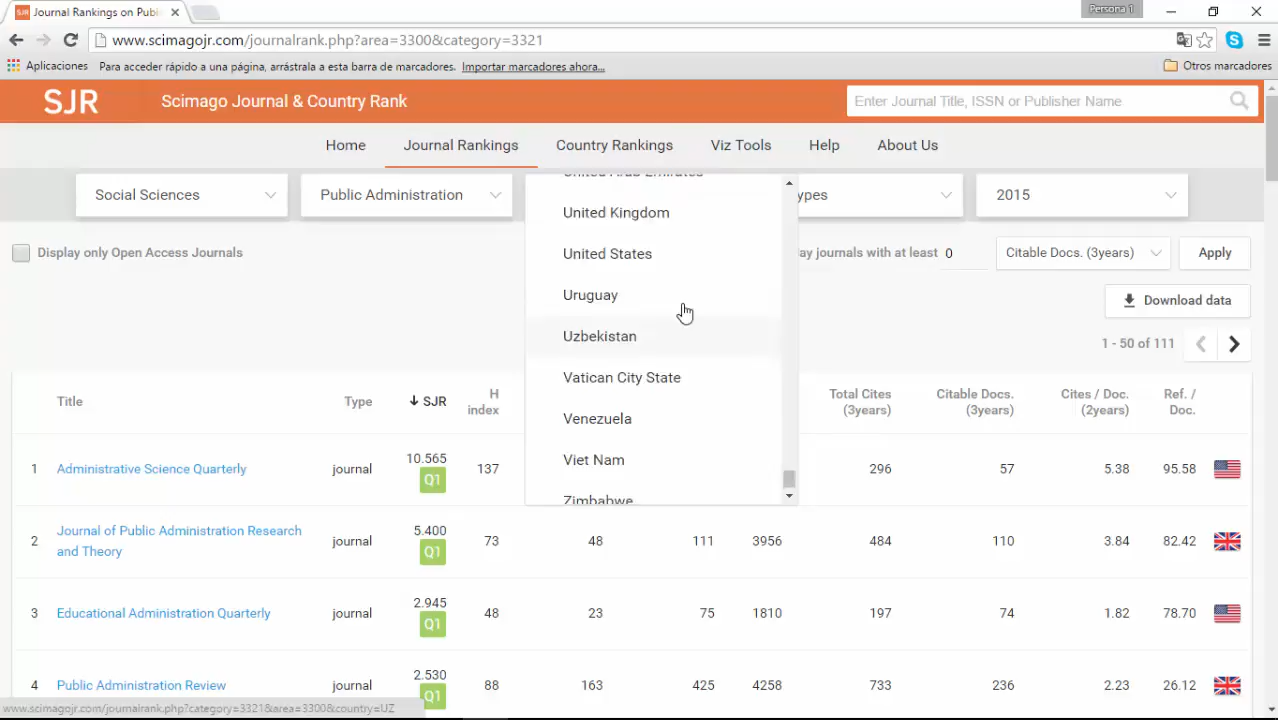 Journal Rankings on Publi
Persona 1
www.scimagojr.com/journalrank.php?area=3300&category=3321
Aplicaciones Para acceder rápido a una página, arrástrala a esta barra de marcadores. Importar marcadores ahora... Otros marcadores
SJR Scimago Journal & Country Rank Enter Journal Title, ISSN or Publisher Name
Home Journal Rankings Country Rankings Viz Tools Help About Us
Social Sciences Public Administration ypes 2015
United Arab Emirates
United Kingdom
United States
Uruguay
Uzbekistan
Vatican City State
Venezuela
Viet Nam
Zimbabwe
Display only Open Access Journals ay journals with at least 0 Citable Docs. (3years) Apply
Download data
1 - 50 of 111
Title Type SJR H index Total Cites (3years) Citable Docs. (3years) Cites / Doc. (2years) Ref. / Doc.
1 Administrative Science Quarterly journal 10.565 Q1 137 296 57 5.38 95.58
2 Journal of Public Administration Research and Theory journal 5.400 Q1 73 48 111 3956 484 110 3.84 82.42
3 Educational Administration Quarterly journal 2.945 Q1 48 23 75 1810 197 74 1.82 78.70
4 Public Administration Review journal 2.530 Q1 88 163 425 4258 733 236 2.23 26.12
www.scimagojr.com/journalrank.php?category=3321&area=3300&country=UZ